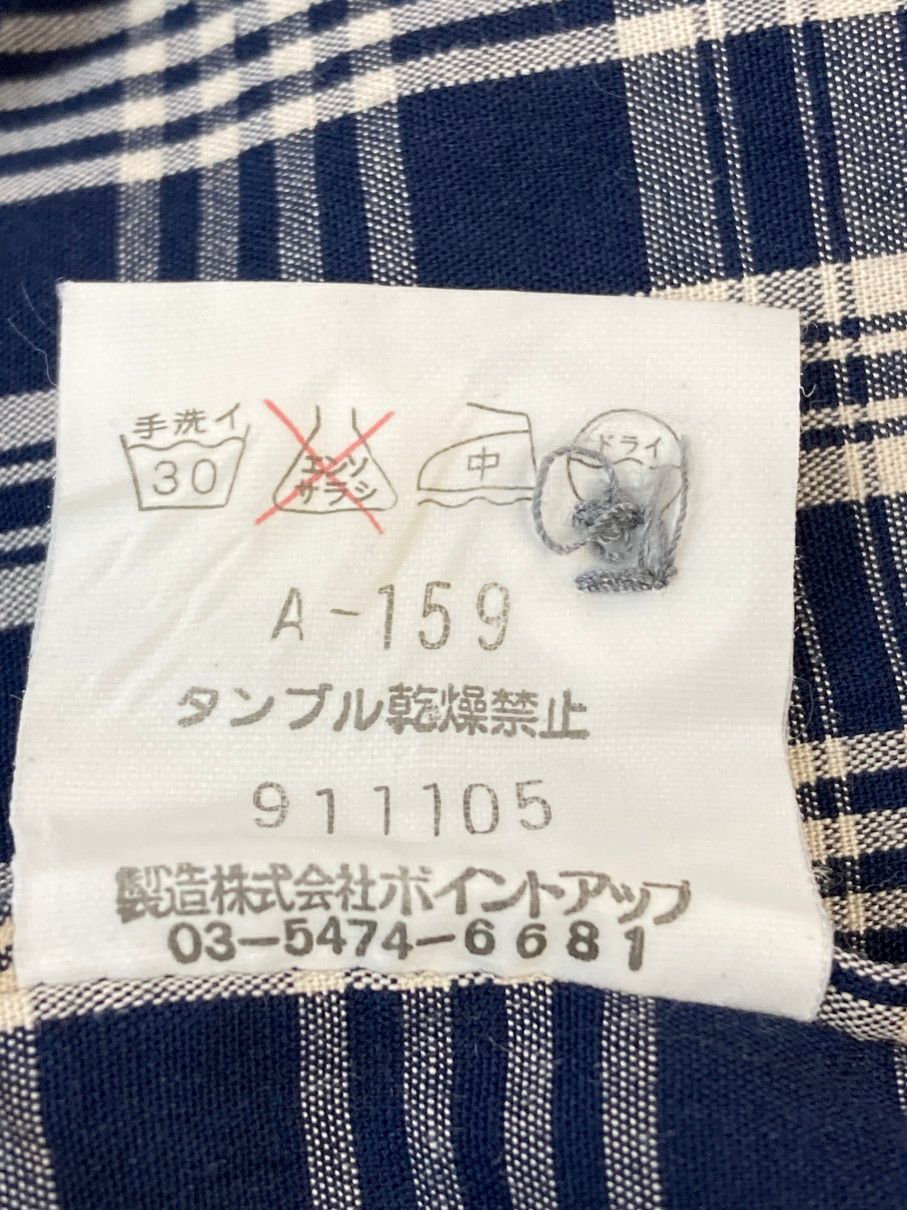 手洗イ
30
エンソ
サラシ
中
ドライ
A-159
タンブル乾燥禁止
911105
製造株式会社ポイントアップ
03-5474-6681